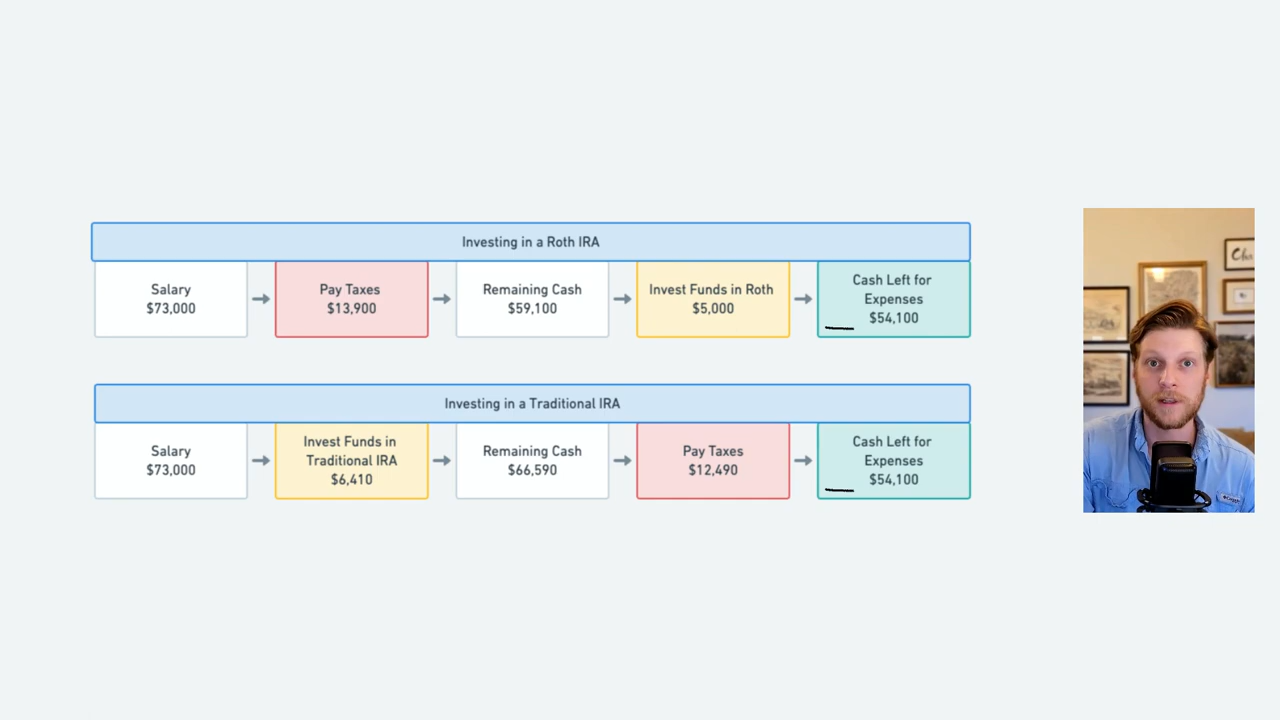 Investing in a Roth IRA
Salary
$73,000
Pay Taxes
$13,900
Remaining Cash
$59,100
Invest Funds in Roth
$5,000
Cash Left for
Expenses
$54,100
Investing in a Traditional IRA
Salary
$73,000
Invest Funds in
Traditional IRA
$6,410
Remaining Cash
$66,590
Pay Taxes
$12,490
Cash Left for
Expenses
$54,100